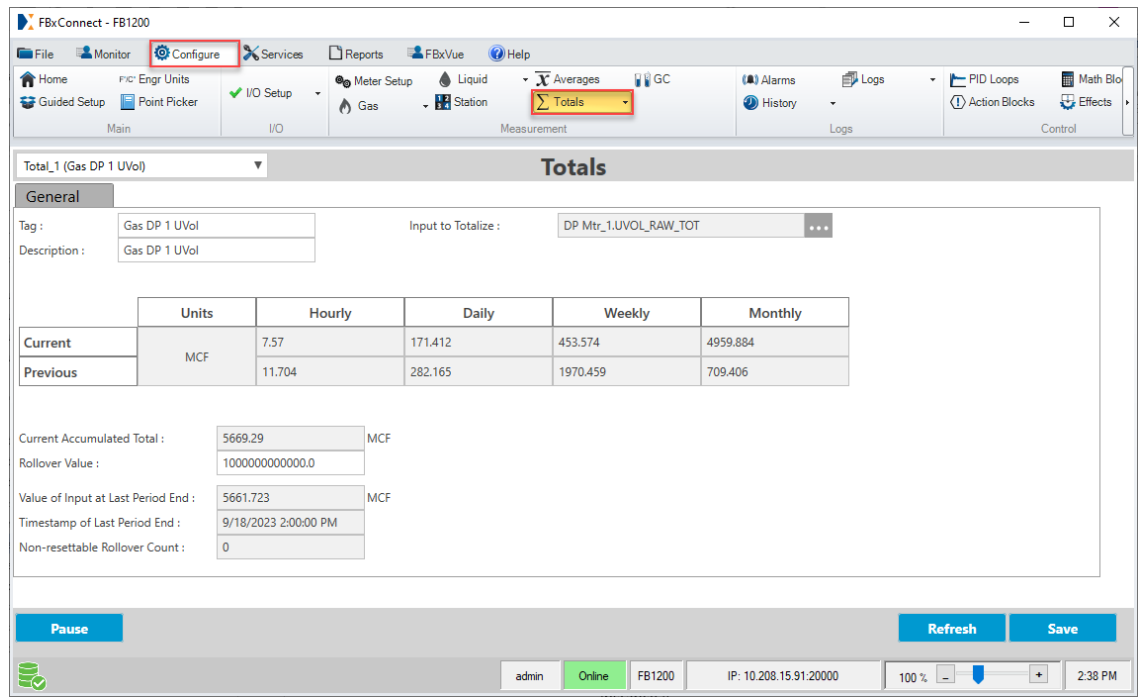 FBxConnect - FB1200
File Monitor Configure Services Reports FBxVue Help
Home Engr Units Meter Setup Liquid Averages GC Alarms Logs PID Loops Math Blo
Guided Setup Point Picker I/O Setup Gas Station Totals History Action Blocks Effects
Main I/O Measurement Logs Control
Total_1 (Gas DP 1 UVol) Totals
General
Tag : Gas DP 1 UVol Input to Totalize : DP Mtr_1.UVOL_RAW_TOT ...
Description : Gas DP 1 UVol
Units Hourly Daily Weekly Monthly
Current MCF 7.57 171.412 453.574 4959.884
Previous 11.704 282.165 1970.459 709.406
Current Accumulated Total : 5669.29 MCF
Rollover Value : 1000000000000.0
Value of Input at Last Period End : 5661.723 MCF
Timestamp of Last Period End : 9/18/2023 2:00:00 PM
Non-resettable Rollover Count : 0
Pause Refresh Save
admin Online FB1200 IP: 10.208.15.91:20000 100 % - + 2:38 PM